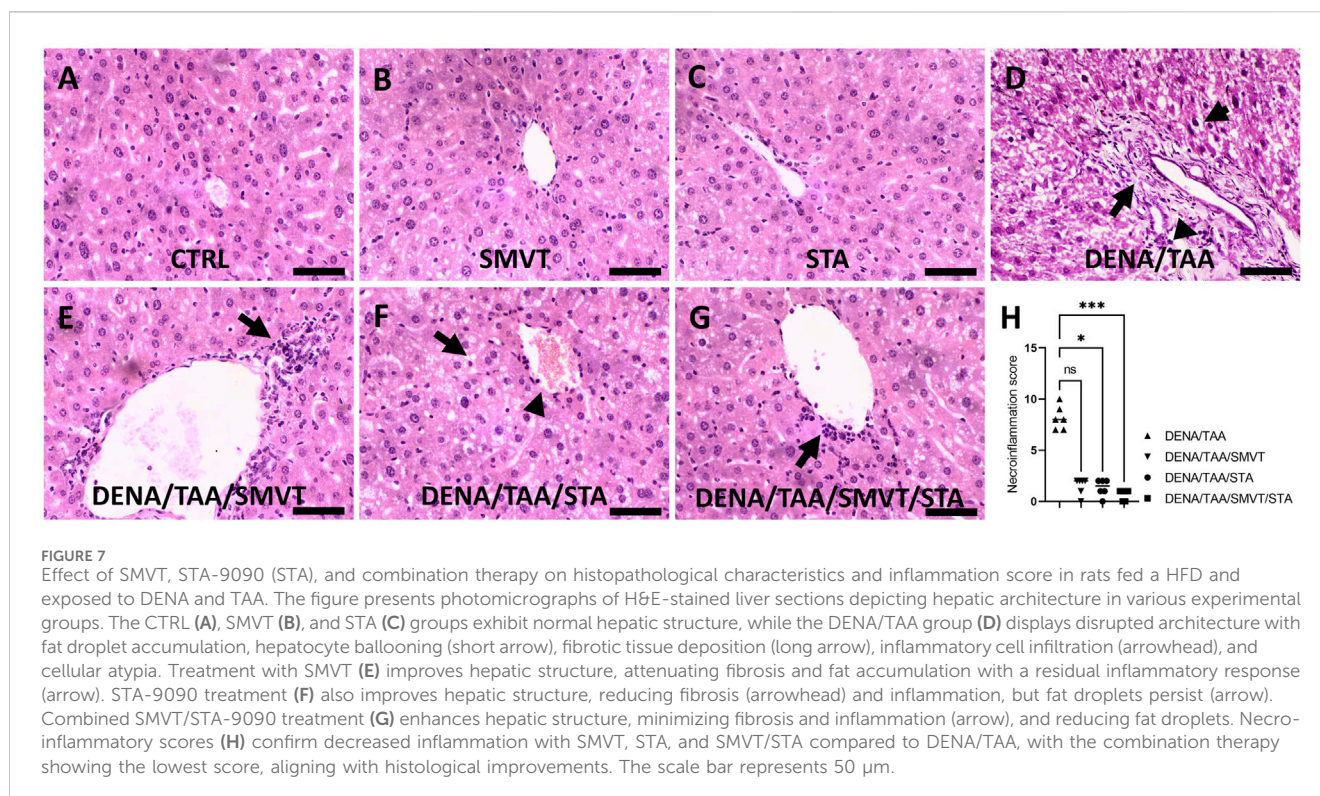 A
CTRL
B
SMVT
C
STA
D
DENA/TAA
E
DENA/TAA/SMVT
F
DENA/TAA/STA
G
DENA/TAA/SMVT/STA
H
***
*
ns
15
10
5
0
Necroinflammation score
DENA/TAA
DENA/TAA/SMVT
DENA/TAA/STA
DENA/TAA/SMVT/STA
FIGURE 7
Effect of SMVT, STA-9090 (STA), and combination therapy on histopathological characteristics and inflammation score in rats fed a HFD and
exposed to DENA and TAA. The figure presents photomicrographs of H&E-stained liver sections depicting hepatic architecture in various experimental
groups. The CTRL (A), SMVT (B), and STA (C) groups exhibit normal hepatic structure, while the DENA/TAA group (D) displays disrupted architecture with
fat droplet accumulation, hepatocyte ballooning (short arrow), fibrotic tissue deposition (long arrow), inflammatory cell infiltration (arrowhead), and
cellular atypia. Treatment with SMVT (E) improves hepatic structure, attenuating fibrosis and fat accumulation with a residual inflammatory response
(arrow). STA-9090 treatment (F) also improves hepatic structure, reducing fibrosis (arrowhead) and inflammation, but fat droplets persist (arrow).
Combined SMVT/STA-9090 treatment (G) enhances hepatic structure, minimizing fibrosis and inflammation (arrow), and reducing fat droplets. Necro-
inflammatory scores (H) confirm decreased inflammation with SMVT, STA, and SMVT/STA compared to DENA/TAA, with the combination therapy
showing the lowest score, aligning with histological improvements. The scale bar represents 50 μm.